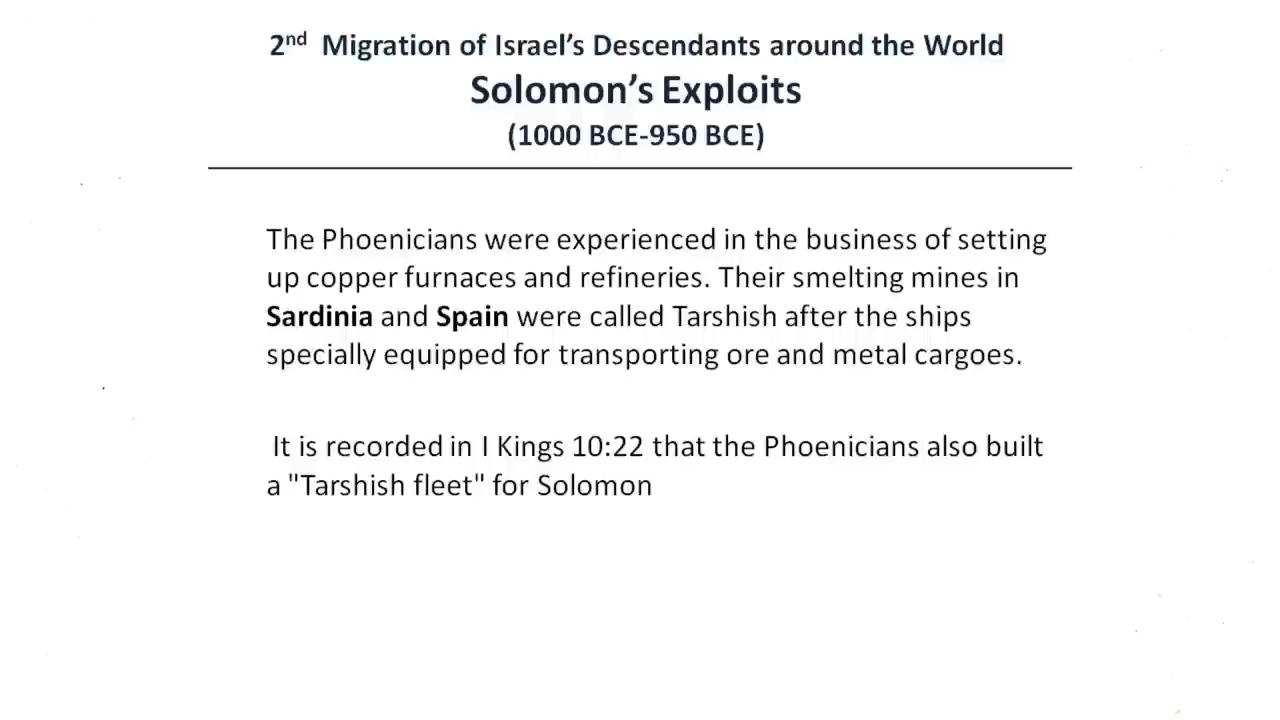 2nd Migration of Israel’s Descendants around the World
Solomon’s Exploits
(1000 BCE-950 BCE)
The Phoenicians were experienced in the business of setting
up copper furnaces and refineries. Their smelting mines in
Sardinia and Spain were called Tarshish after the ships
specially equipped for transporting ore and metal cargoes.
It is recorded in I Kings 10:22 that the Phoenicians also built
a "Tarshish fleet" for Solomon